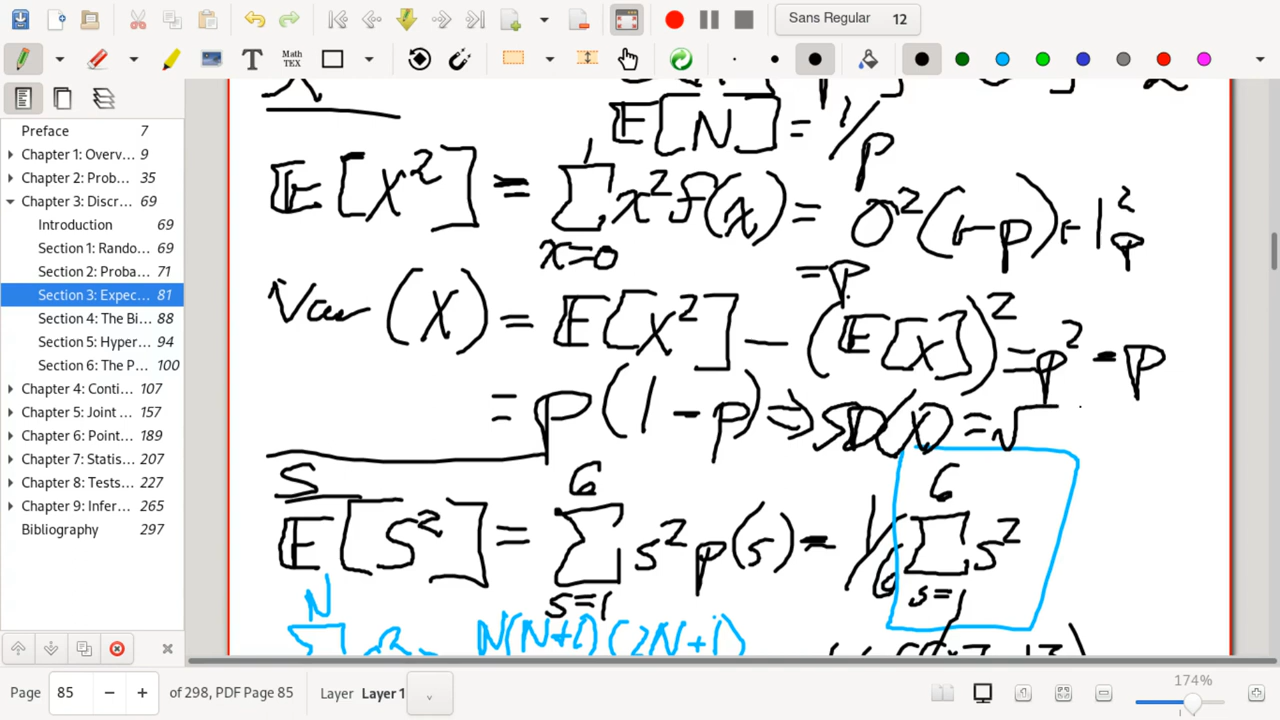 Sans Regular 12
Math TEX
Preface 7
Chapter 1: Overv... 9
Chapter 2: Prob... 35
Chapter 3: Discr... 69
Introduction 69
Section 1: Rando... 69
Section 2: Proba... 71
Section 3: Expec... 81
Section 4: The Bi... 88
Section 5: Hyper... 94
Section 6: The P... 100
Chapter 4: Conti... 107
Chapter 5: Joint ... 157
Chapter 6: Point... 189
Chapter 7: Statis... 207
Chapter 8: Tests... 227
Chapter 9: Infer... 265
Bibliography 297
X
𝔼[N] = 1/p
𝔼[X²] = ∑_{x=0}^{1} x² f(x) = 0²(1-p) + 1² p
= p
Var(X) = 𝔼[X²] − (𝔼[X])² = p² - p
= p(1-p) ⇒ SD(X) = √
S
𝔼[S²] = ∑_{s=1}^{6} s² p(s) = 1/6 ∑_{s=1}^{6} s²
N
N(N+1)(2N+1)
Page 85 of 298, PDF Page 85 Layer Layer 1 174%